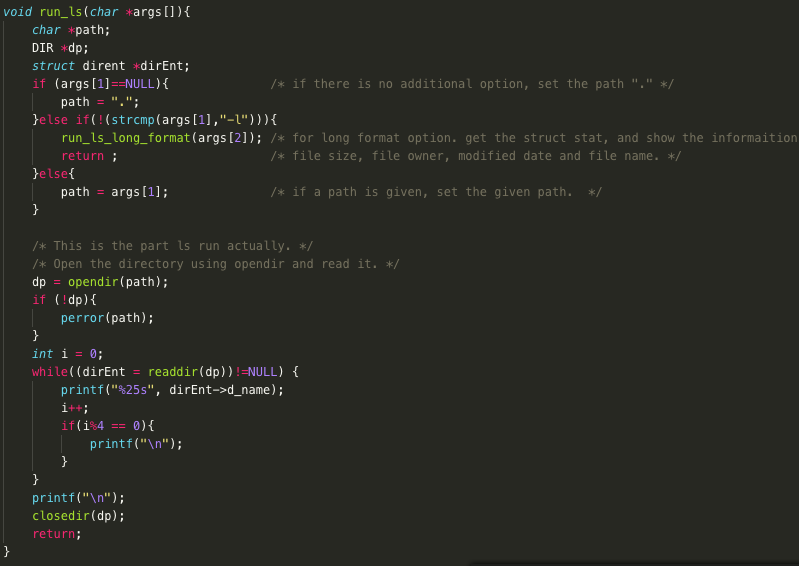 void run_ls(char *args[]){
    char *path;
    DIR *dp;
    struct dirent *dirEnt;
    if (args[1]==NULL){              /* if there is no additional option, set the path "." */
        path = ".";
    }else if(!(strcmp(args[1],"-l"))){
        run_ls_long_format(args[2]); /* for long format option. get the struct stat, and show the informaition
        return ;                     /* file size, file owner, modified date and file name. */
    }else{
        path = args[1];              /* if a path is given, set the given path.  */
    }

    /* This is the part ls run actually. */
    /* Open the directory using opendir and read it. */
    dp = opendir(path);
    if (!dp){
        perror(path);
    }
    int i = 0;
    while((dirEnt = readdir(dp))!=NULL) {
        printf("%25s", dirEnt->d_name);
        i++;
        if(i%4 == 0){
            printf("\n");
        }
    }
    printf("\n");
    closedir(dp);
    return;
}